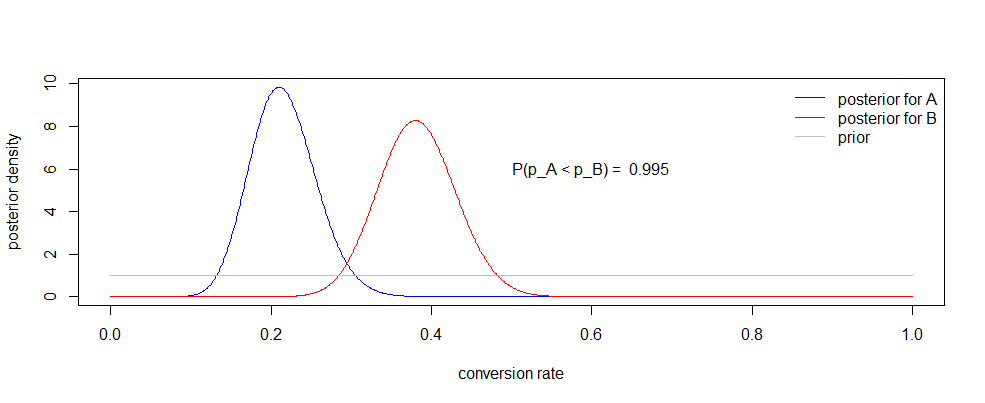 posterior density
10
8
6
4
2
0
posterior for A
posterior for B
prior
P(p_A < p_B) = 0.995
0.0 0.2 0.4 0.6 0.8 1.0
conversion rate